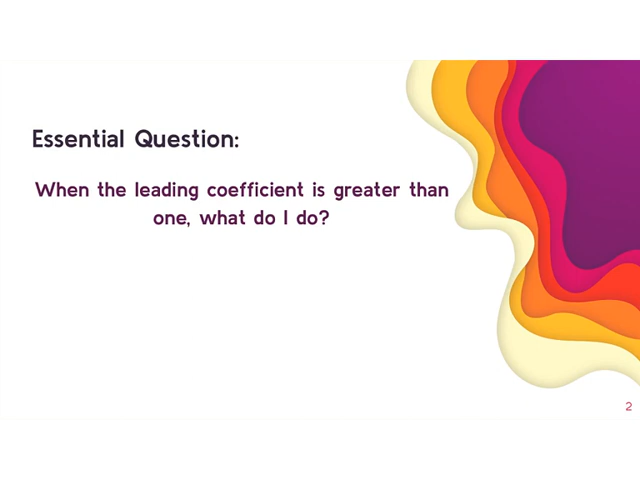 Essential Question:
When the leading coefficient is greater than
one, what do I do?
2